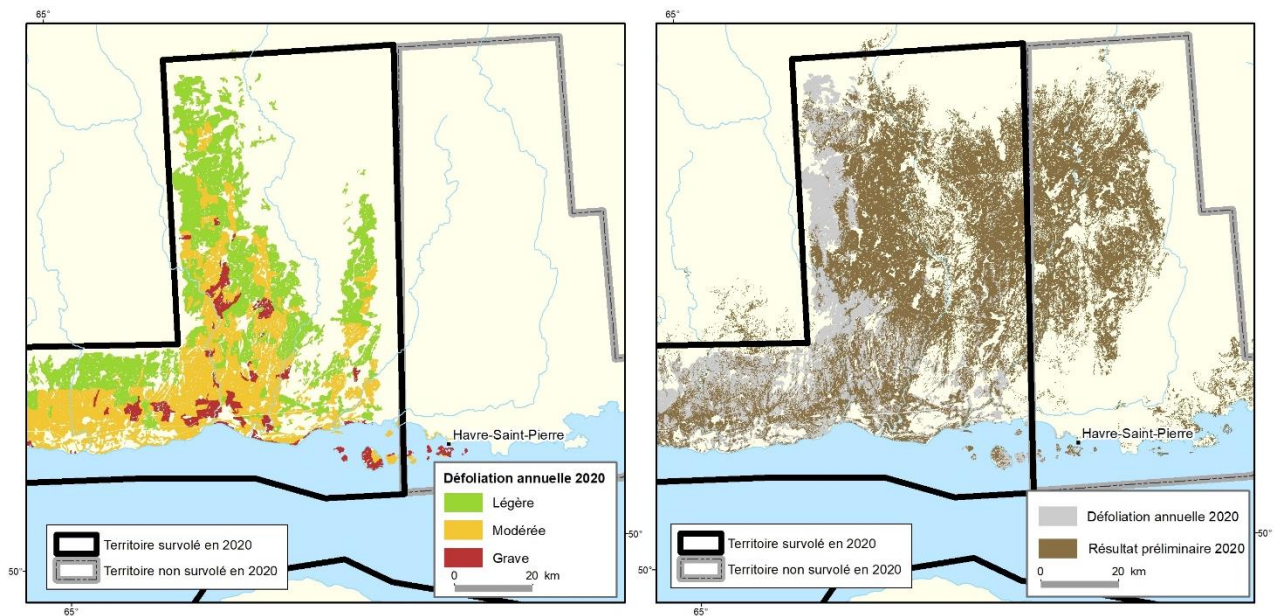 65°
Havre-Saint-Pierre
Défoliation annuelle 2020
Légère
Modérée
Grave
0 20
km
Territoire survolé en 2020
Territoire non survolé en 2020
50°
50°
65°
65°
Havre-Saint-Pierre
Défoliation annuelle 2020
Résultat préliminaire 2020
0 20
km
Territoire survolé en 2020
Territoire non survolé en 2020
50°
50°
65°